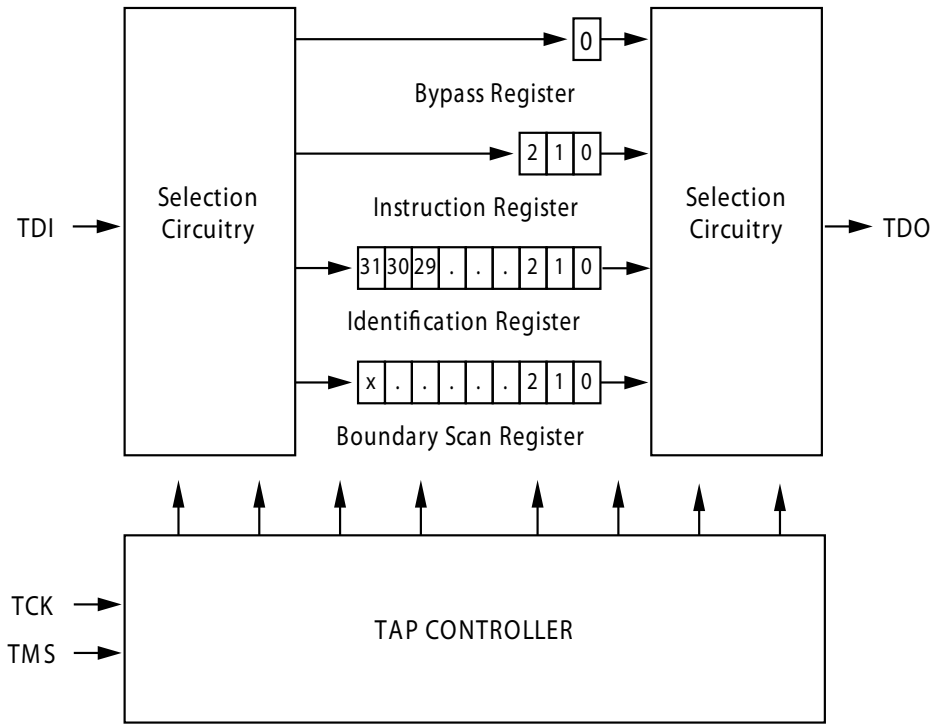 0
Bypass Register
2 1 0
Selection
Circuitry
Instruction Register
Selection
Circuitry
TDI
TDO
31 30 29 . . . 2 1 0
Identification Register
x . . . . . 2 1 0
Boundary Scan Register
TCK
TMS
TAP CONTROLLER